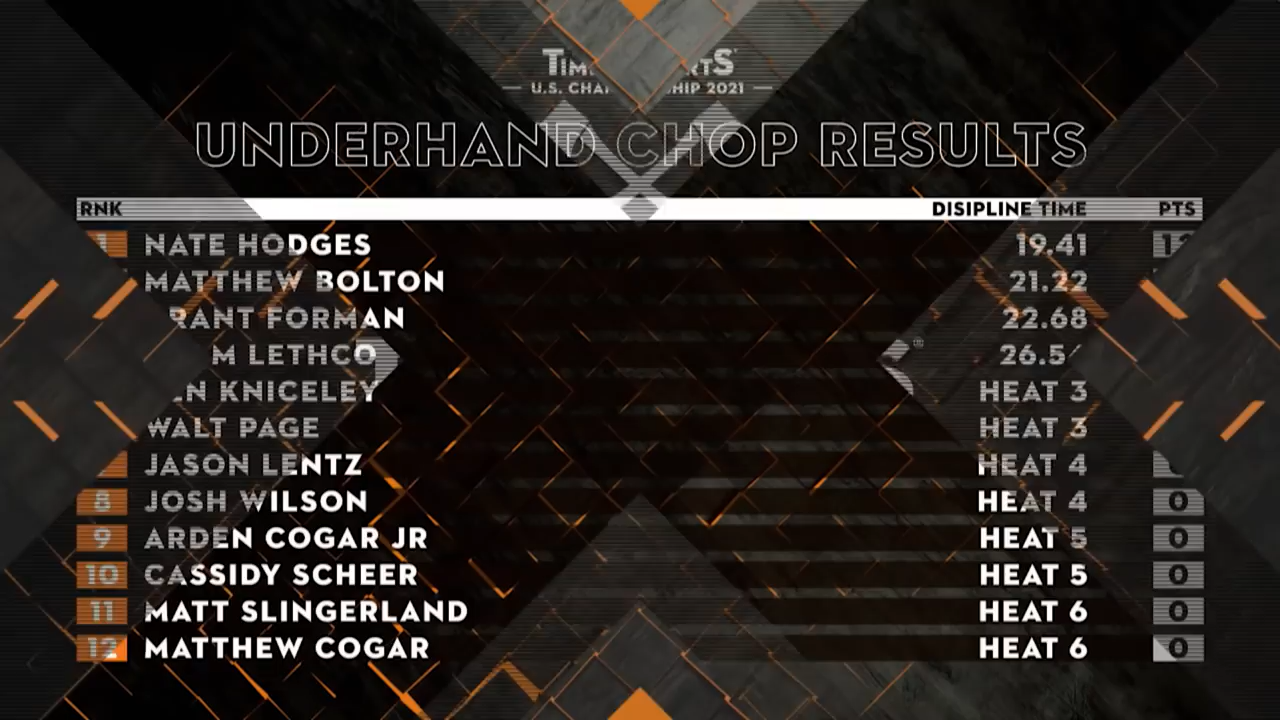 U.S. 2021
UNDERHAND CHOP RESULTS
RNK DISIPLINE TIME PTS
1 NATE HODGES 19.41
MATTHEW BOLTON 21.22
RANT FORMAN 22.68
M LETHCO
N KNICELEY HEAT 3
WALT PAGE HEAT 3
JASON LENTZ HEAT 4
8 JOSH WILSON HEAT 4 0
9 ARDEN COGAR JR HEAT 5 0
10 CASSIDY SCHEER HEAT 5 0
11 MATT SLINGERLAND HEAT 6 0
12 MATTHEW COGAR HEAT 6 0